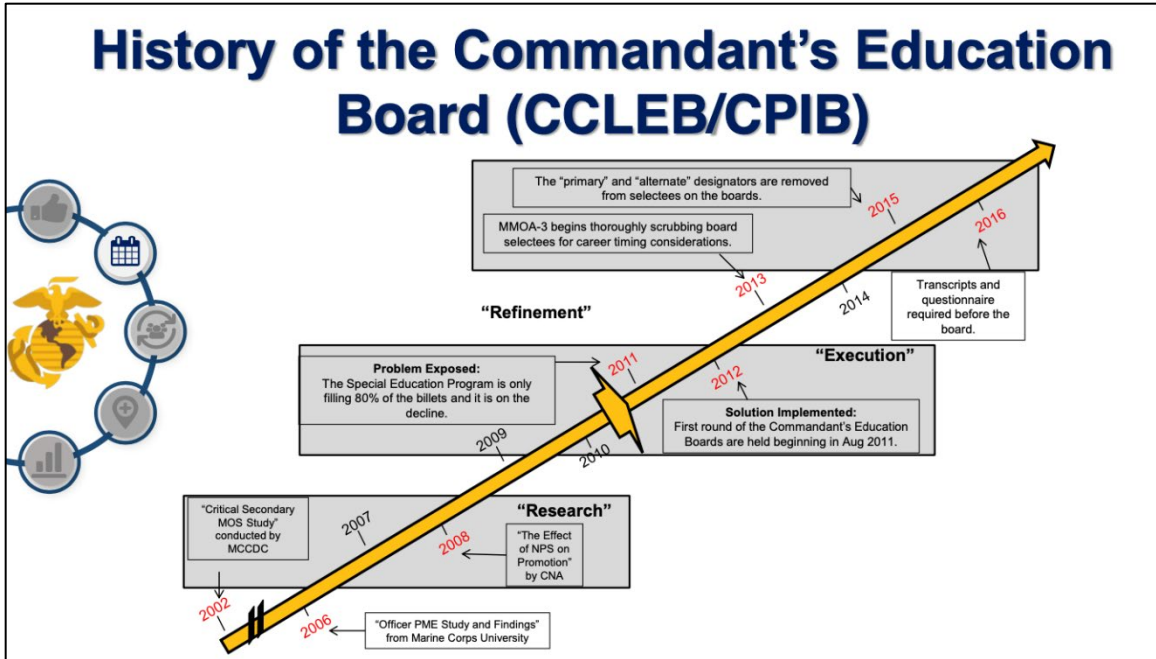 History of the Commandant’s Education
Board (CCLEB/CPIB)
The “primary” and “alternate” designators are removed
from selectees on the boards.
2015
2016
MMOA-3 begins thoroughly scrubbing board
selectees for career timing considerations.
2013
2014
Transcripts and
questionnaire
required before the
board.
“Refinement”
“Execution”
Problem Exposed:
The Special Education Program is only
filling 80% of the billets and it is on the
decline.
2011
2012
Solution Implemented:
First round of the Commandant’s Education
Boards are held beginning in Aug 2011.
2009
2010
“Research”
“Critical Secondary
MOS Study”
conducted by
MCCDC
2007
2008
“The Effect
of NPS on
Promotion”
by CNA
2002
2006
“Officer PME Study and Findings”
from Marine Corps University